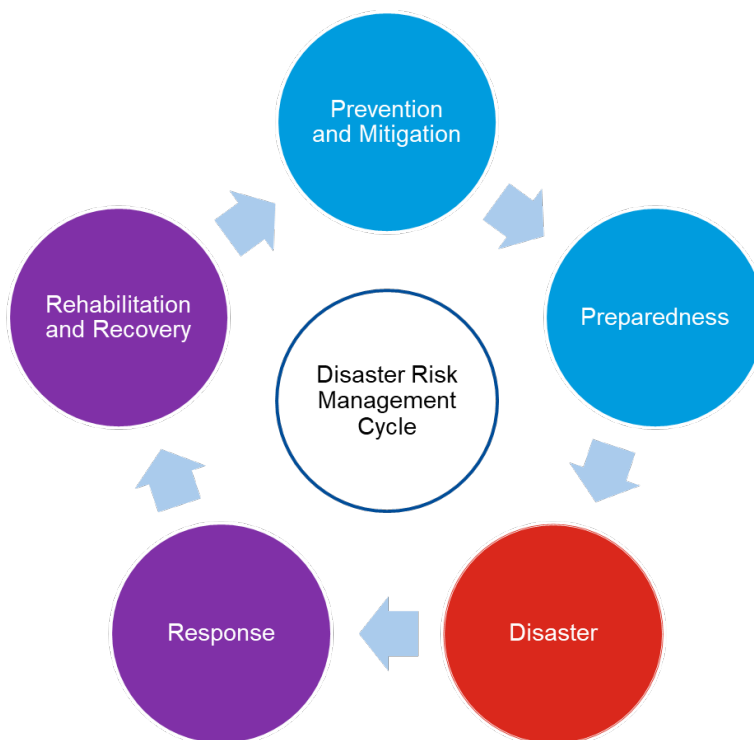 Prevention
and Mitigation
Preparedness
Disaster
Response
Rehabilitation
and Recovery
Disaster Risk
Management
Cycle